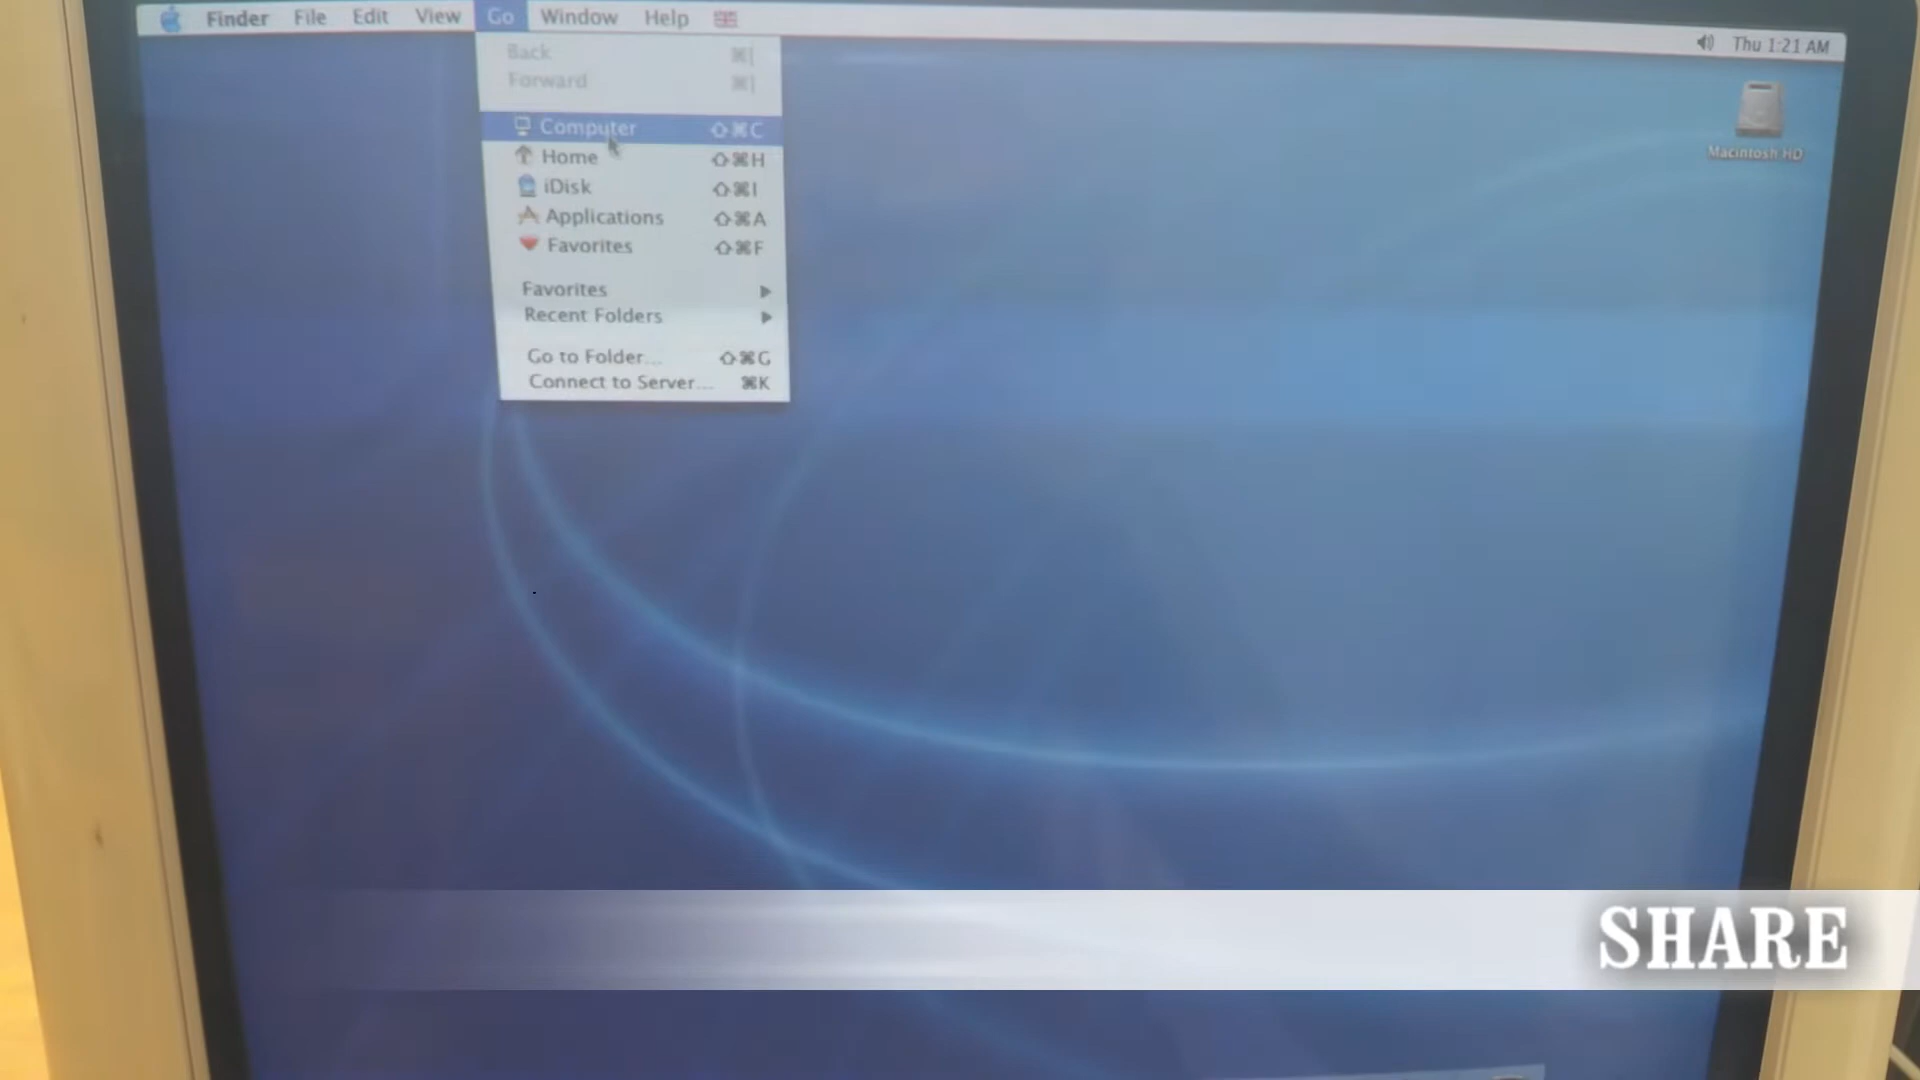 Finder File Edit View Go Window Help
Thu 1:21 AM
Back ⌘[
Forward ⌘]
Computer ⇧⌘C
Home ⇧⌘H
iDisk ⇧⌘I
Applications ⇧⌘A
Favorites ⇧⌘F
Favorites ▶
Recent Folders ▶
Go to Folder... ⇧⌘G
Connect to Server... ⌘K
Macintosh HD
SHARE